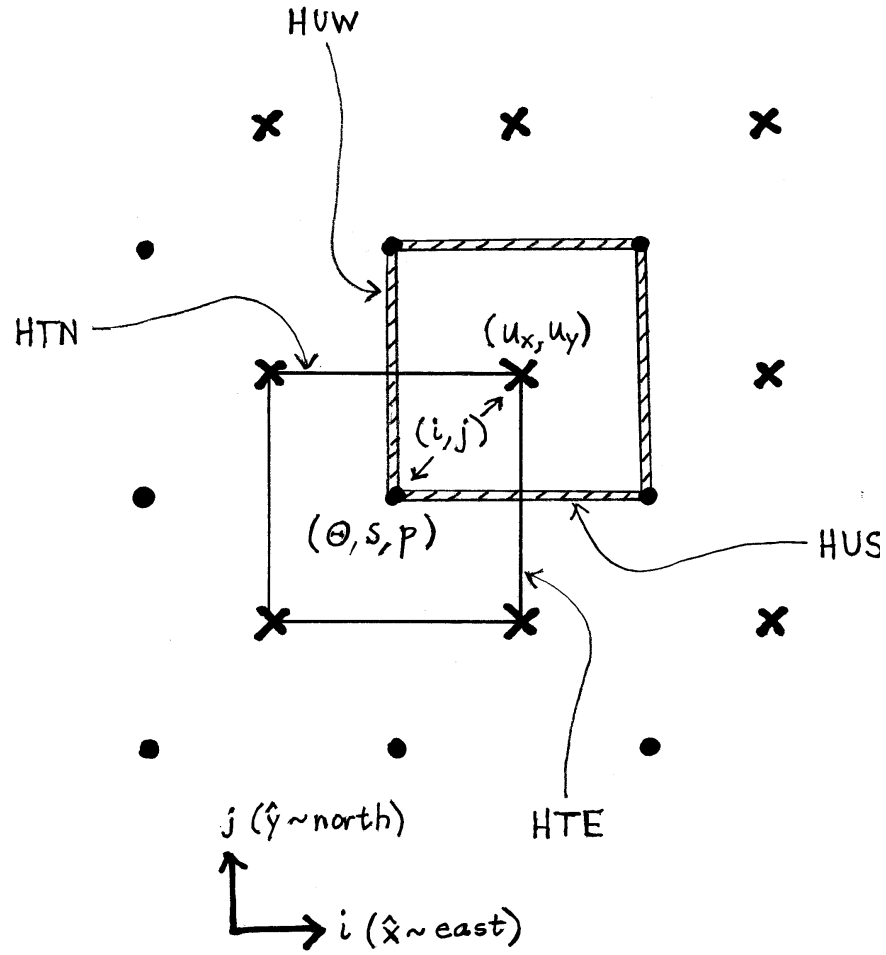 HUW
HTN
(u_x, u_y)
(i, j)
(Θ, s, p)
HUS
HTE
j (ŷ ~ north)
i (x̂ ~ east)